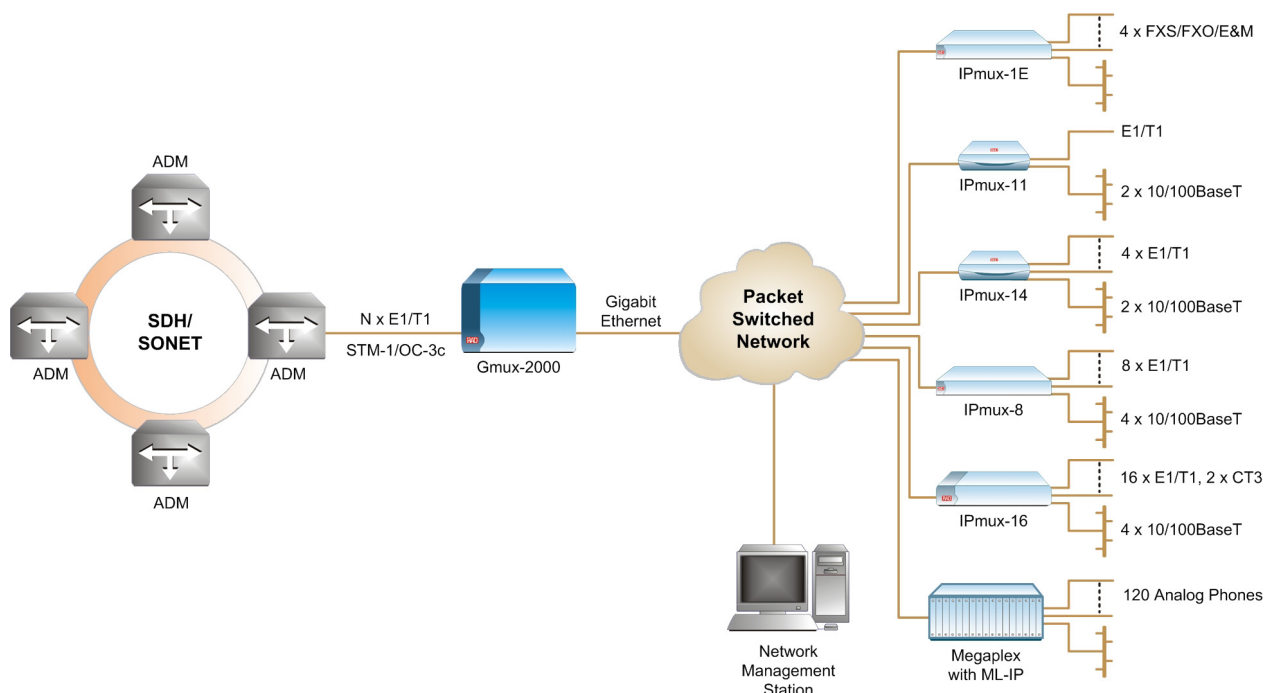 4 x FXS/FXO/E&M
IPmux-1E
E1/T1
IPmux-11
2 x 10/100BaseT
4 x E1/T1
IPmux-14
2 x 10/100BaseT
8 x E1/T1
IPmux-8
4 x 10/100BaseT
16 x E1/T1, 2 x CT3
IPmux-16
4 x 10/100BaseT
120 Analog Phones
Megaplex
with ML-IP
ADM
ADM
ADM
ADM
SDH/
SONET
N x E1/T1
STM-1/OC-3c
RAD
Gmux-2000
Gigabit
Ethernet
Packet
Switched
Network
Network
Management
Station